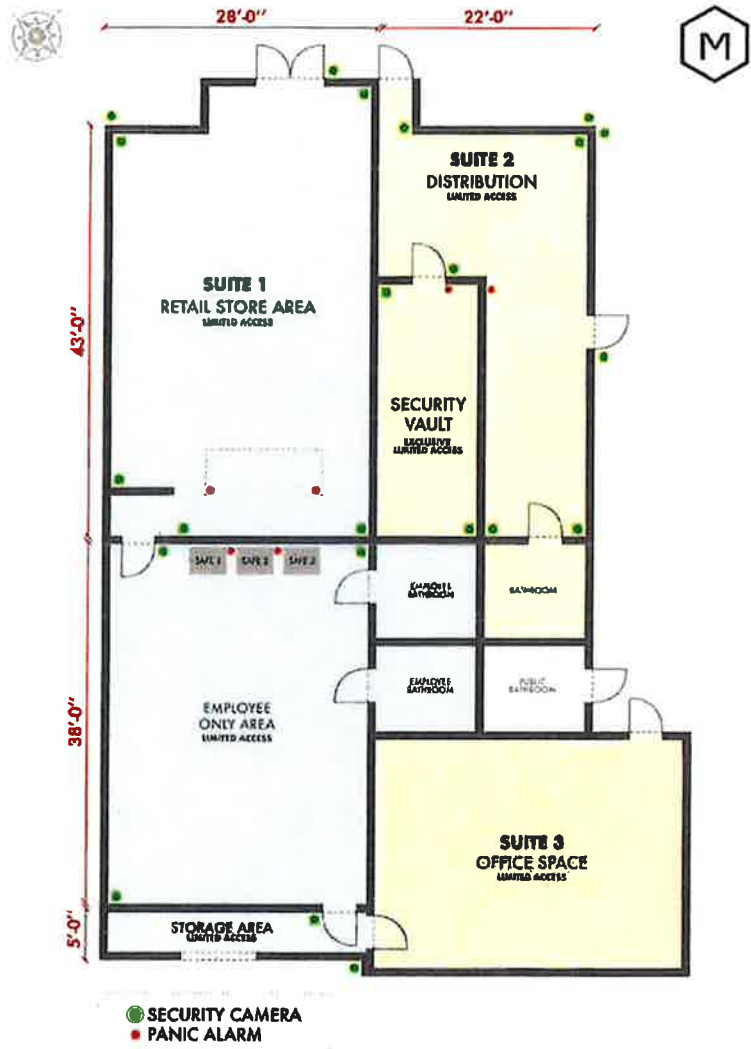 28'-0"
22'-0"
M
SUITE 2
DISTRIBUTION
LIMITED ACCESS
SUITE 1
RETAIL STORE AREA
LIMITED ACCESS
43'-0"
SECURITY
VAULT
EXCLUSIVE
LIMITED ACCESS
SAFE 1
SAFE 2
SAFE 3
EMPLOYEE
BATHROOM
BATHROOM
EMPLOYEE
BATHROOM
PUBLIC
BATHROOM
EMPLOYEE
ONLY AREA
LIMITED ACCESS
38'-0"
SUITE 3
OFFICE SPACE
LIMITED ACCESS
STORAGE AREA
LIMITED ACCESS
5'-0"
SECURITY CAMERA
PANIC ALARM